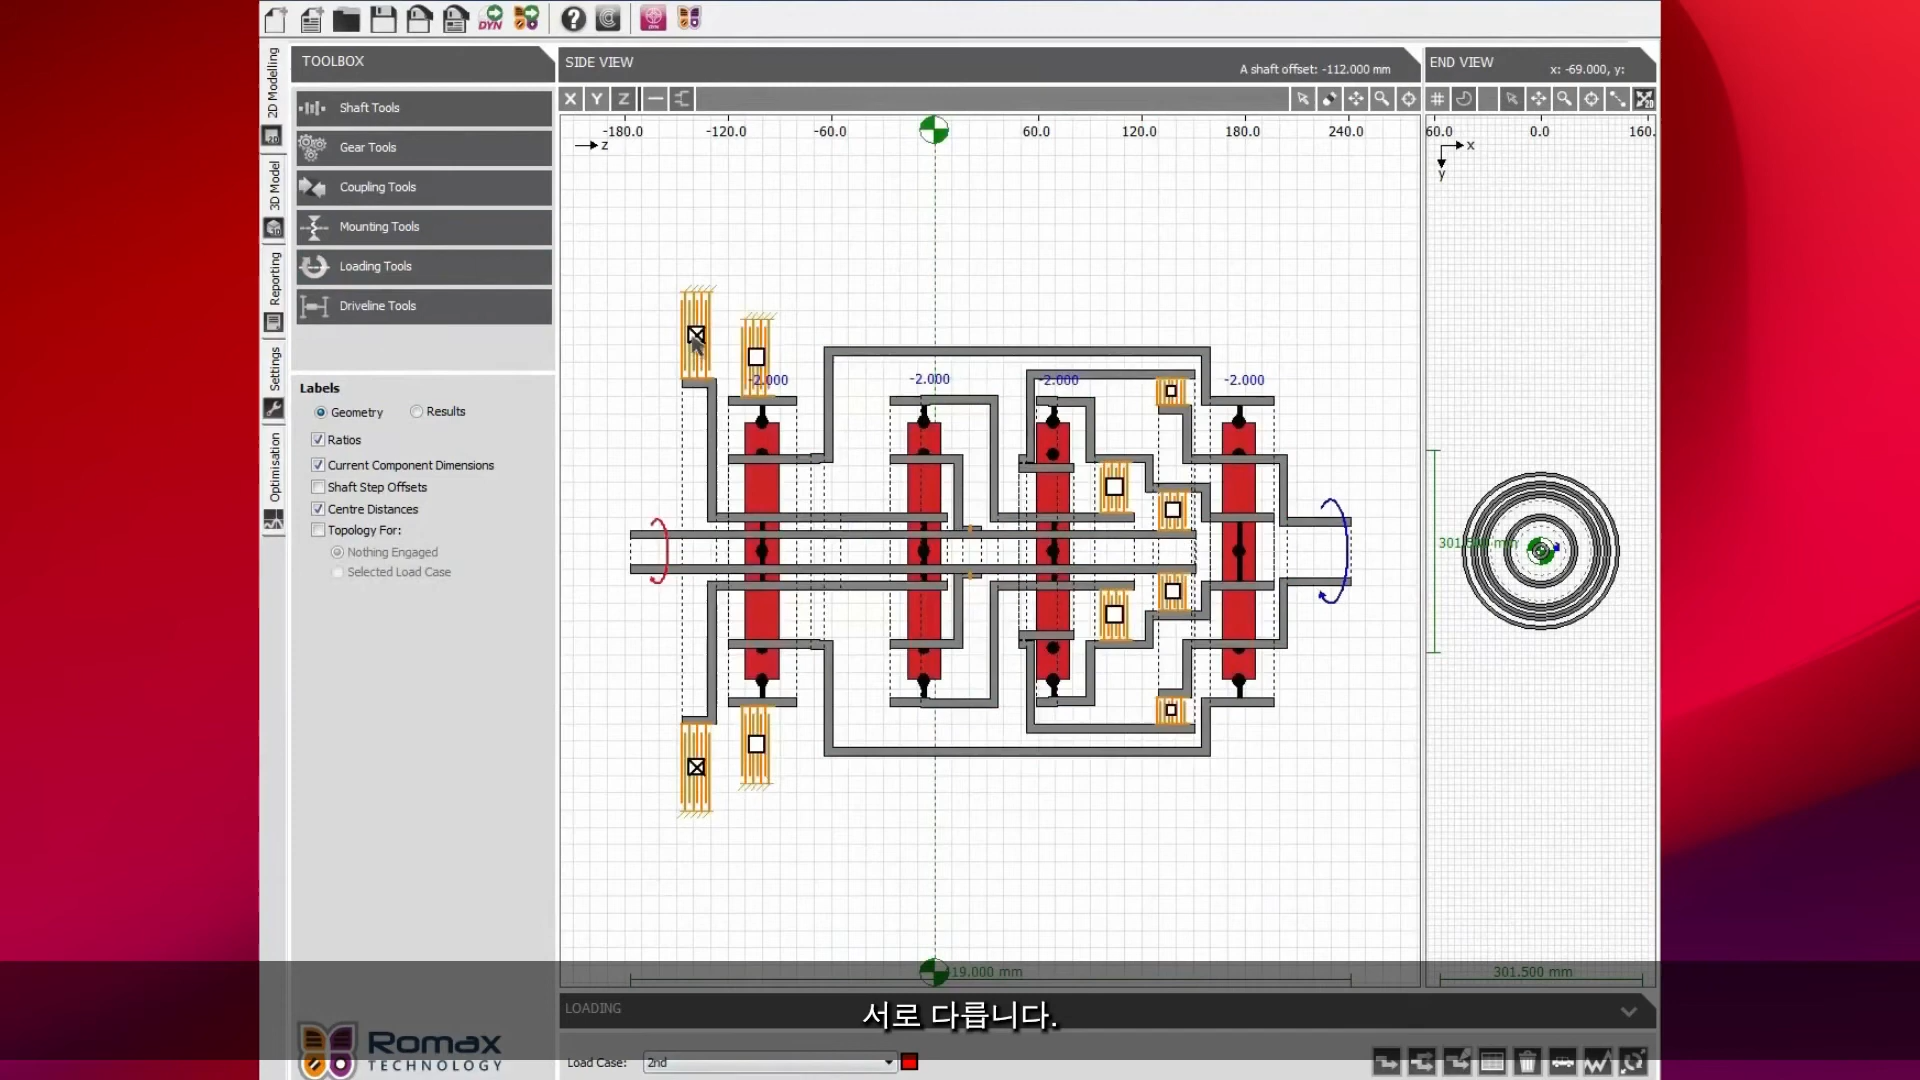 DYN
TOOLBOX
SIDE VIEW
A shaft offset: -112.000 mm
END VIEW
x: -69.000, y:
2D Modelling
3D Model
Reporting
Settings
Optimisation
Shaft Tools
Gear Tools
Coupling Tools
Mounting Tools
Loading Tools
Driveline Tools
X Y Z
-180.0 -120.0 -60.0 60.0 120.0 180.0 240.0
z
60.0 0.0 160.
x
y
Labels
Geometry Results
Ratios
Current Component Dimensions
Shaft Step Offsets
Centre Distances
Topology For:
Nothing Engaged
Selected Load Case
-2.000 -2.000 -2.000 -2.000
19.000 mm
301.500 mm
LOADING
서로 다릅니다.
Romax
TECHNOLOGY
Load Case: 2nd